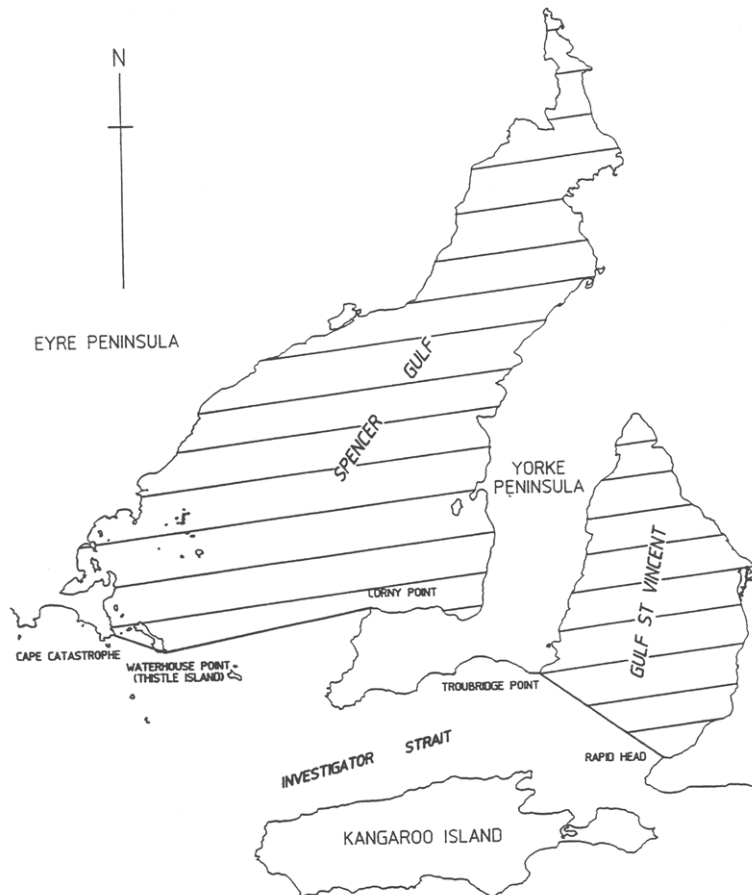 N
EYRE PENINSULA
SPENCER GULF
YORKE
PENINSULA
GULF ST VINCENT
CORNY POINT
CAPE CATASTROPHE
WATERHOUSE POINT
(THISTLE ISLAND)
TROUBRIDGE POINT
RAPID HEAD
INVESTIGATOR STRAIT
KANGAROO ISLAND